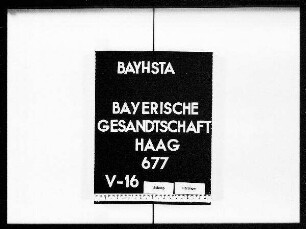 BAYHSTA
BAYERISCHE
GESANDTSCHAFT
HAAG
677
V-16